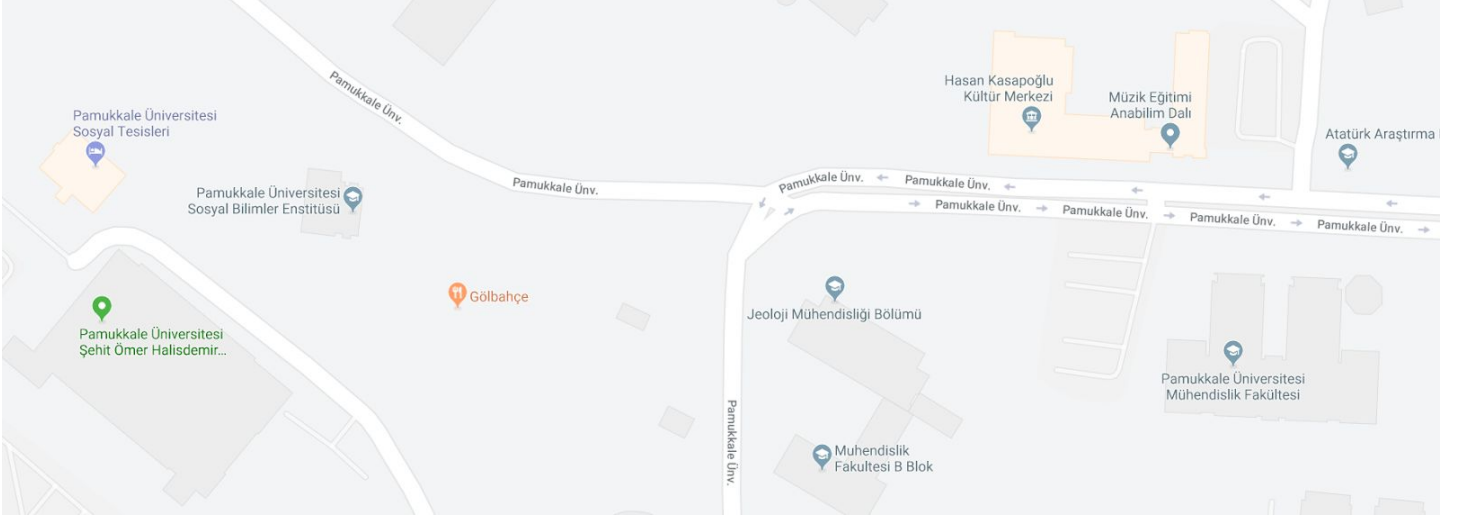 Pamukkale Ünv.
Hasan Kasapoğlu
Kültür Merkezi
Müzik Eğitimi
Anabilim Dalı
Pamukkale Üniversitesi
Sosyal Tesisleri
Atatürk Araştırma
Pamukkale Ünv.
Pamukkale Ünv.
Pamukkale Ünv.
Pamukkale Üniversitesi
Sosyal Bilimler Enstitüsü
Pamukkale Ünv.
Pamukkale Ünv.
Pamukkale Ünv.
Pamukkale Ünv.
Gölbahçe
Jeoloji Mühendisliği Bölümü
Pamukkale Üniversitesi
Şehit Ömer Halisdemir...
Pamukkale Üniversitesi
Mühendislik Fakültesi
Pamukkale Ünv.
Muhendislik
Fakultesi B Blok